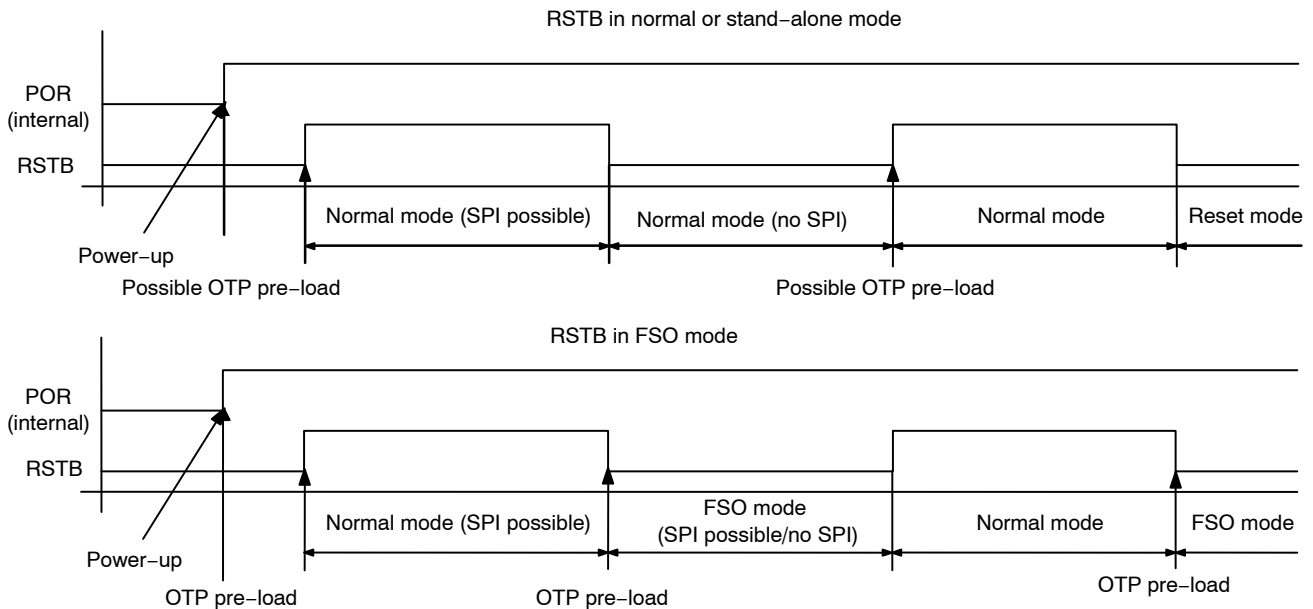 RSTB in normal or stand−alone mode
POR
(internal)
RSTB
Normal mode (SPI possible)
Normal mode (no SPI)
Normal mode
Reset mode
Power−up
Possible OTP pre−load
Possible OTP pre−load
RSTB in FSO mode
POR
(internal)
RSTB
Normal mode (SPI possible)
FSO mode
(SPI possible/no SPI)
Normal mode
FSO mode
Power−up
OTP pre−load
OTP pre−load
OTP pre−load